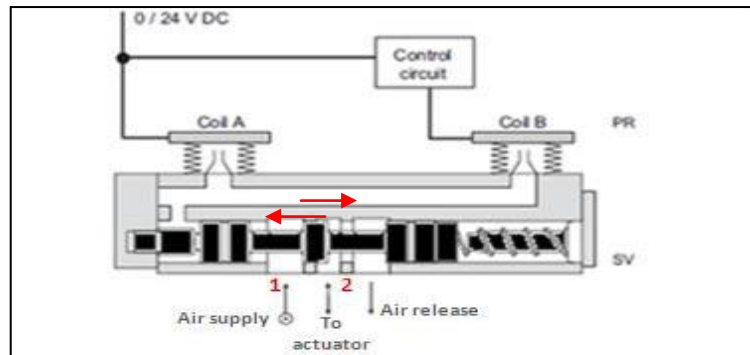 0 / 24 V DC
Control
circuit
Coil A
Coil B
PR
SV
1
2
Air supply
To
actuator
Air release